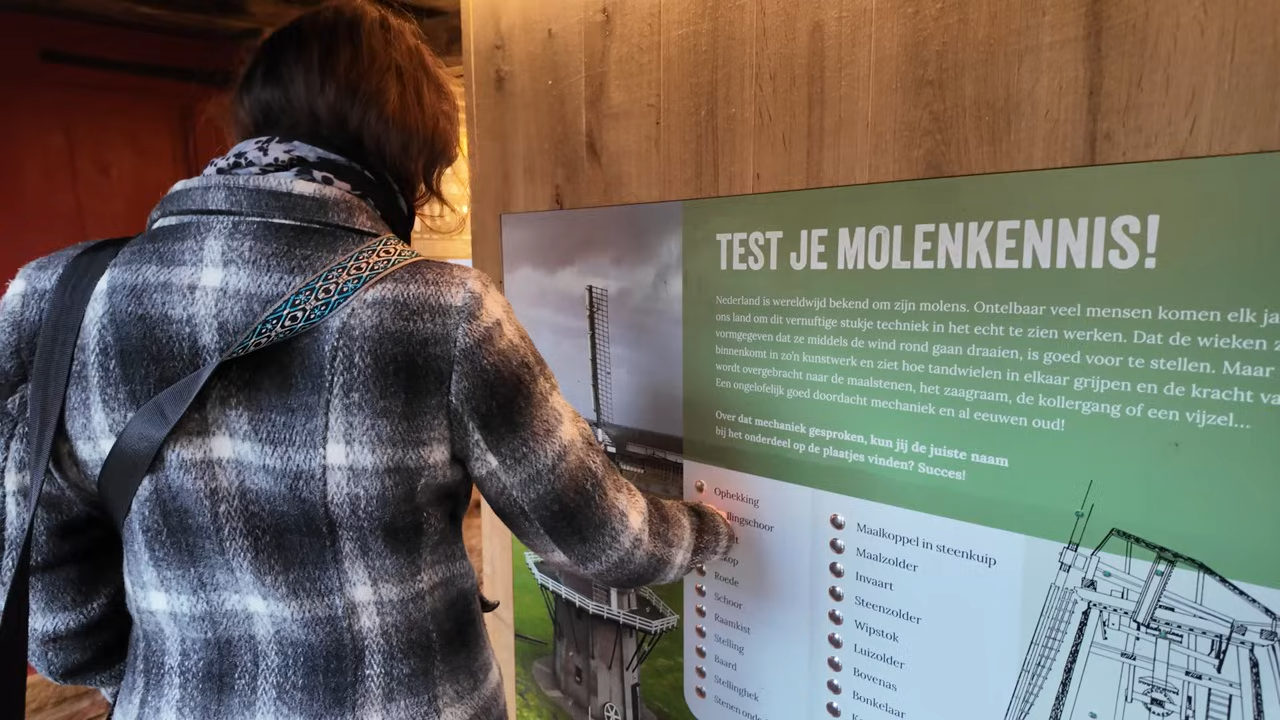 TEST JE MOLENKENNIS!
Nederland is wereldwijd bekend om zijn molens. Ontelbaar veel mensen komen elk ja
ons land om dit vernuftige stukje techniek in het echt te zien werken. Dat de wieken z
vormgegeven dat ze middels de wind rond gaan draaien, is goed voor te stellen. Maar
binnenkomt in zo'n kunstwerk en ziet hoe tandwielen in elkaar grijpen en de kracht va
wordt overgebracht naar de maalstenen, het zaagraam, de kollergang of een vijzel...
Een ongelofelijk goed doordacht mechaniek en al eeuwen oud!
Over dat mechaniek gesproken, kun jij de juiste naam
bij het onderdeel op de plaatjes vinden? Succes!
Ophekking
llingschoor
Roede
Schoor
Raamkist
Stelling
Baard
Stellinghek
Stenen onde
Maalkoppel in steenkuip
Maalzolder
Invaart
Steenzolder
Wipstok
Luizolder
Bovenas
Bonkelaar